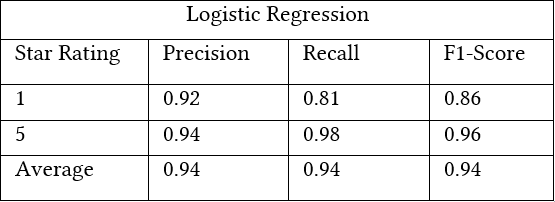 Logistic Regression
Star Rating Precision Recall F1-Score
1 0.92 0.81 0.86
5 0.94 0.98 0.96
Average 0.94 0.94 0.94